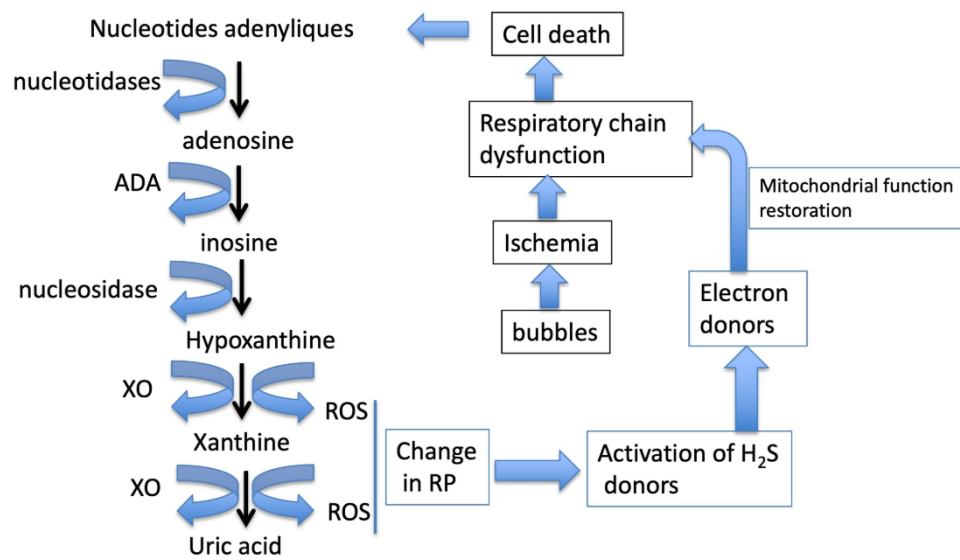 Nucleotides adenyliques
nucleotidases
adenosine
ADA
inosine
nucleosidase
Hypoxanthine
XO
ROS
Xanthine
XO
ROS
Uric acid
Cell death
Respiratory chain
dysfunction
Ischemia
bubbles
Mitochondrial function
restoration
Electron
donors
Change
in RP
Activation of H₂S
donors